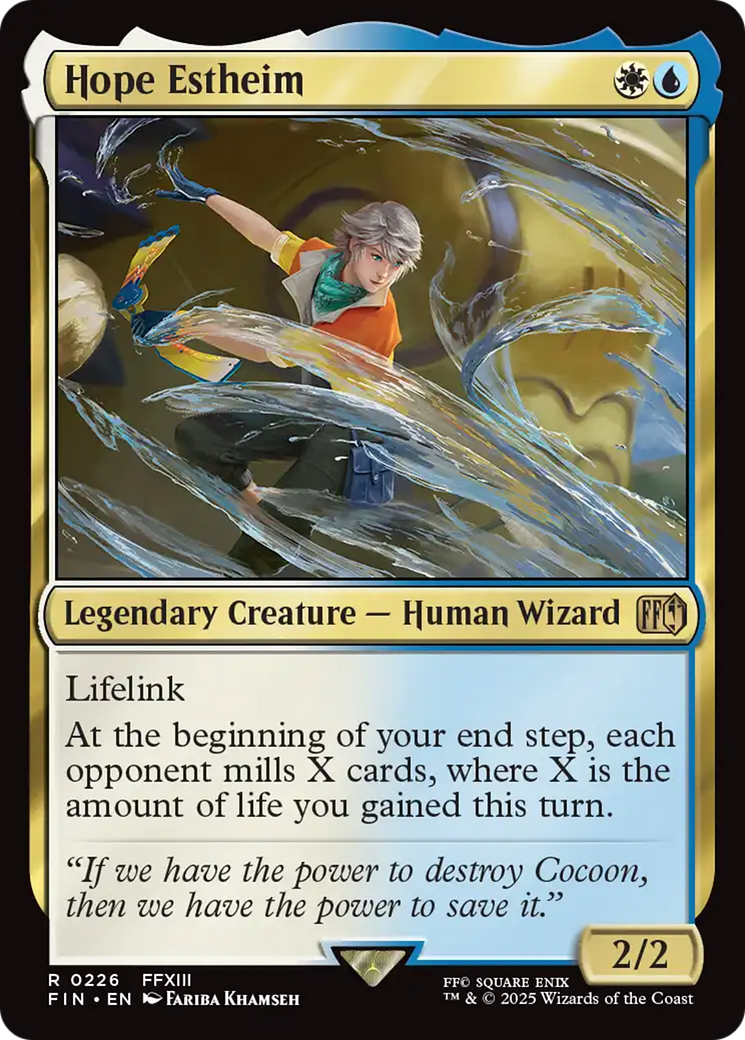 Hope Estheim
Legendary Creature — Human Wizard
FF
Lifelink
At the beginning of your end step, each
opponent mills X cards, where X is the
amount of life you gained this turn.
“If we have the power to destroy Cocoon,
then we have the power to save it.”
2/2
R 0226 FFXIII
FIN • EN Fariba Khamseh
FF© SQUARE ENIX
™ & © 2025 Wizards of the Coast